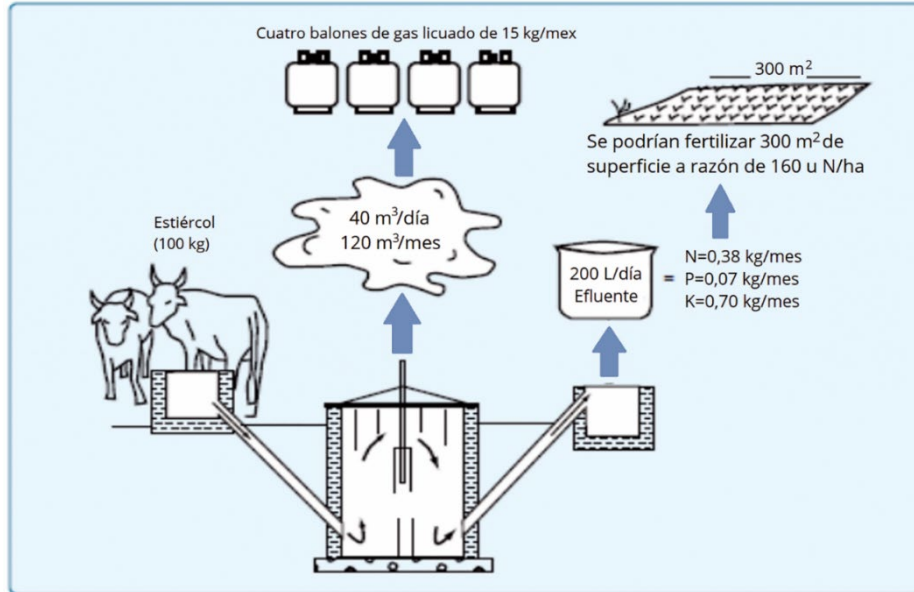 Cuatro balones de gas licuado de 15 kg/mex
300 m²
Se podrían fertilizar 300 m² de
superficie a razón de 160 u N/ha
40 m³/día
120 m³/mes
Estiércol
(100 kg)
200 L/día
Efluente
=
N=0,38 kg/mes
P=0,07 kg/mes
K=0,70 kg/mes